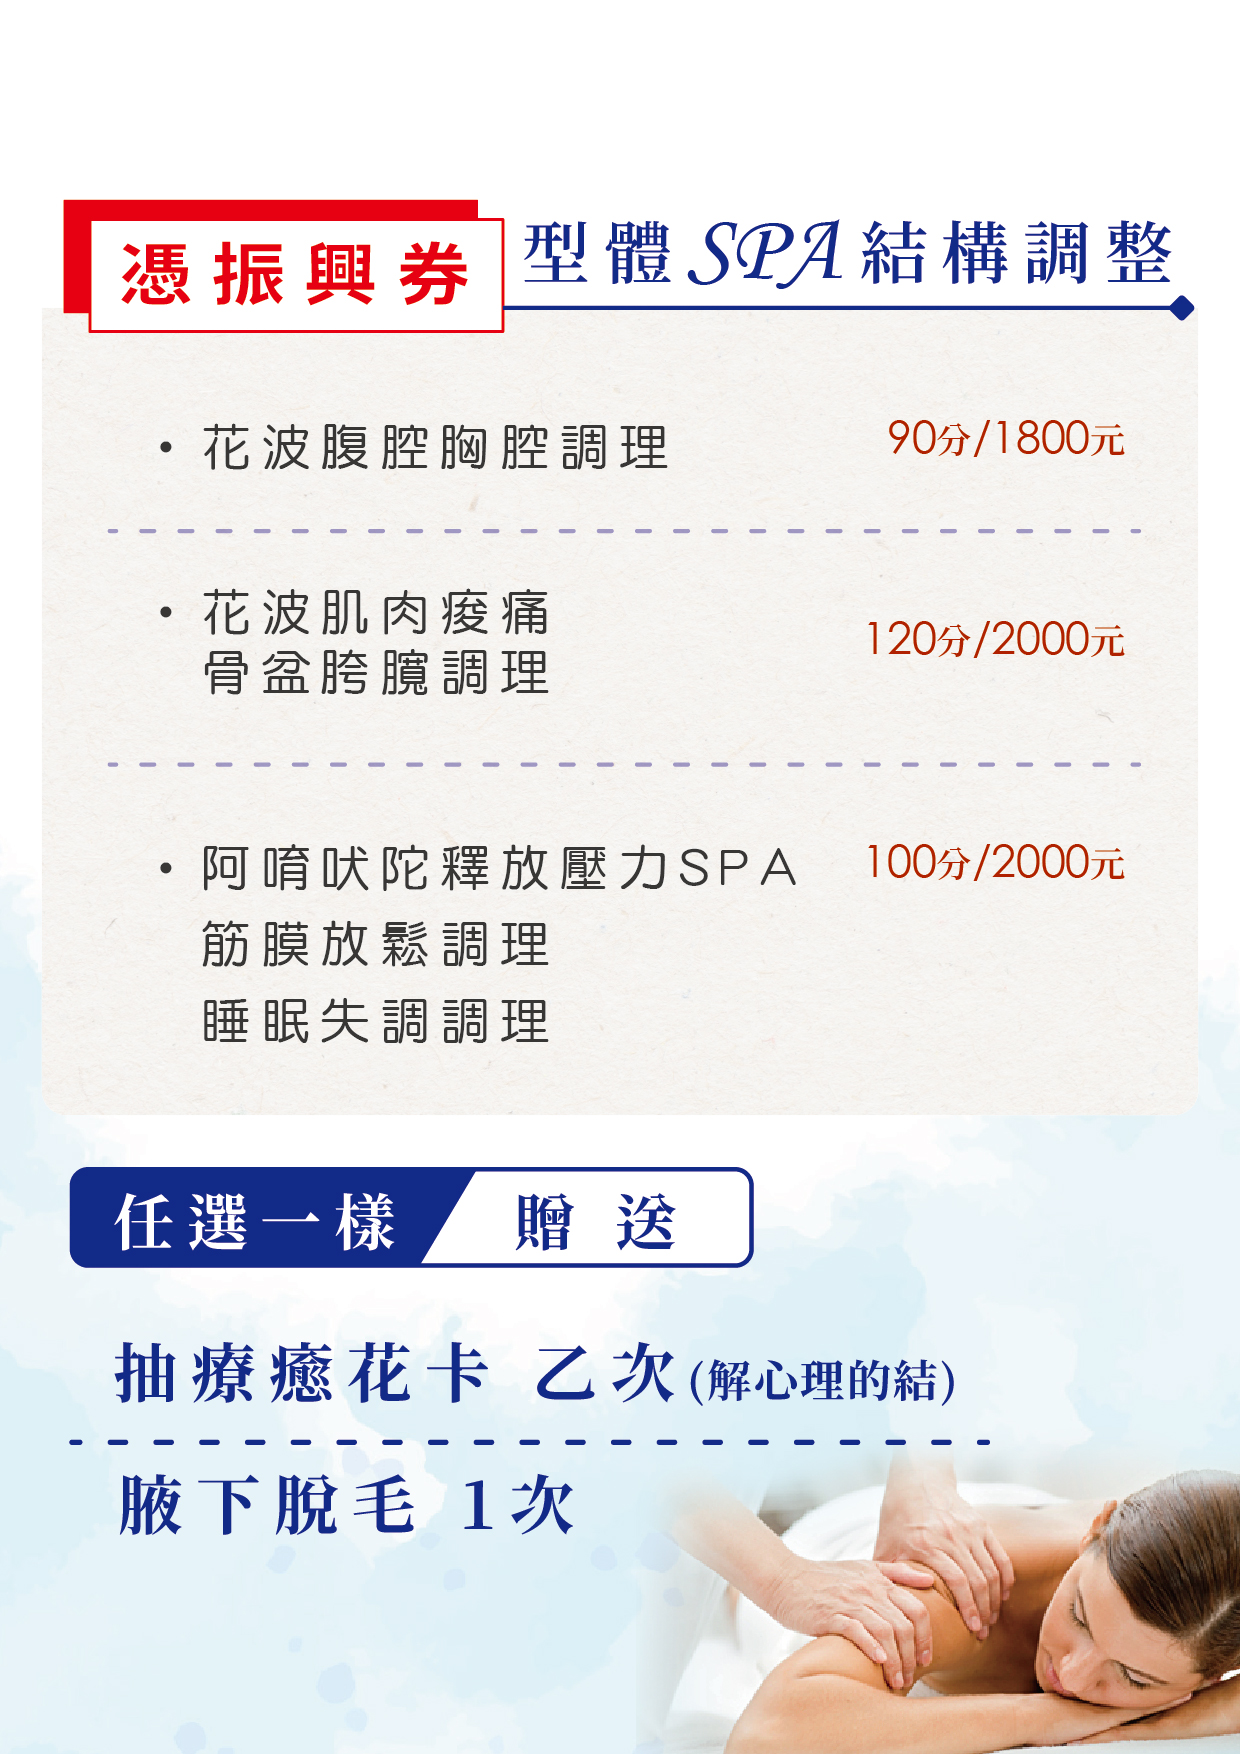 憑振興券
型體SPA結構調整
・花波腹腔胸腔調理 90分/1800元
・花波肌肉痠痛
骨盆胯臗調理 120分/2000元
・阿唷吠陀釋放壓力SPA 100分/2000元
筋膜放鬆調理
睡眠失調調理
任選一樣 贈送
抽療癒花卡 乙次(解心理的結)
腋下脫毛 1次